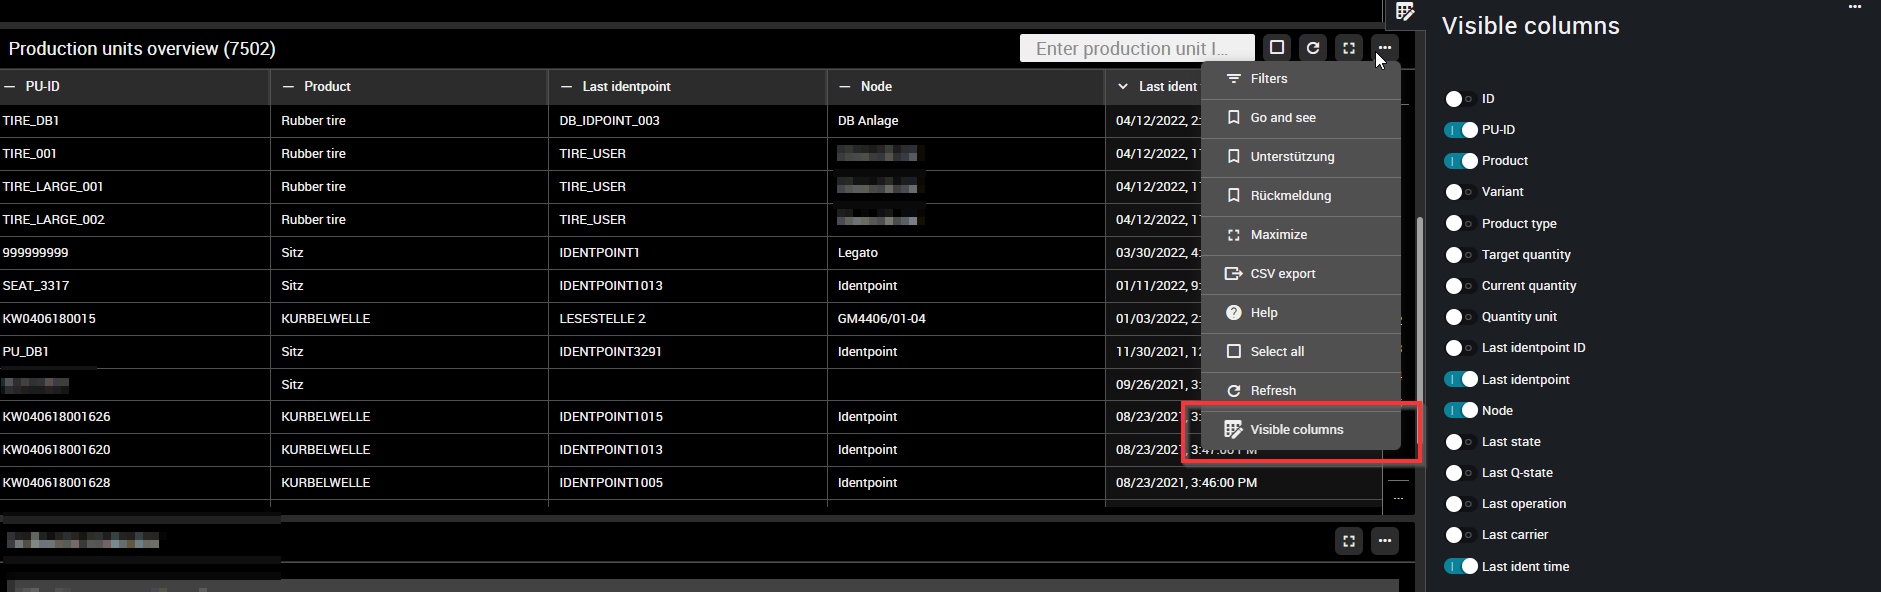 Visible columns
Production units overview (7502)
Enter production unit I...
PU-ID Product Last identpoint Node Last ident
TIRE_DB1 Rubber tire DB_IDPOINT_003 DB Anlage 04/12/2022, 2:
TIRE_001 Rubber tire TIRE_USER 04/12/2022, 1
TIRE_LARGE_001 Rubber tire TIRE_USER 04/12/2022, 1
TIRE_LARGE_002 Rubber tire TIRE_USER 04/12/2022, 1
999999999 Sitz IDENTPOINT1 Legato 03/30/2022, 4:
SEAT_3317 Sitz IDENTPOINT1013 Identpoint 01/11/2022, 9:
KW0406180015 KURBELWELLE LESESTELLE 2 GM4406/01-04 01/03/2022, 2:
PU_DB1 Sitz IDENTPOINT3291 Identpoint 11/30/2021, 12
Sitz 09/26/2021, 3:
KW040618001626 KURBELWELLE IDENTPOINT1015 Identpoint 08/23/2021, 3:
KW040618001620 KURBELWELLE IDENTPOINT1013 Identpoint 08/23/2021, 3:47:00 PM
KW040618001628 KURBELWELLE IDENTPOINT1005 Identpoint 08/23/2021, 3:46:00 PM
...
Filters
Go and see
Unterstützung
Rückmeldung
Maximize
CSV export
Help
Select all
Refresh
Visible columns
ID
PU-ID
Product
Variant
Product type
Target quantity
Current quantity
Quantity unit
Last identpoint ID
Last identpoint
Node
Last state
Last Q-state
Last operation
Last carrier
Last ident time